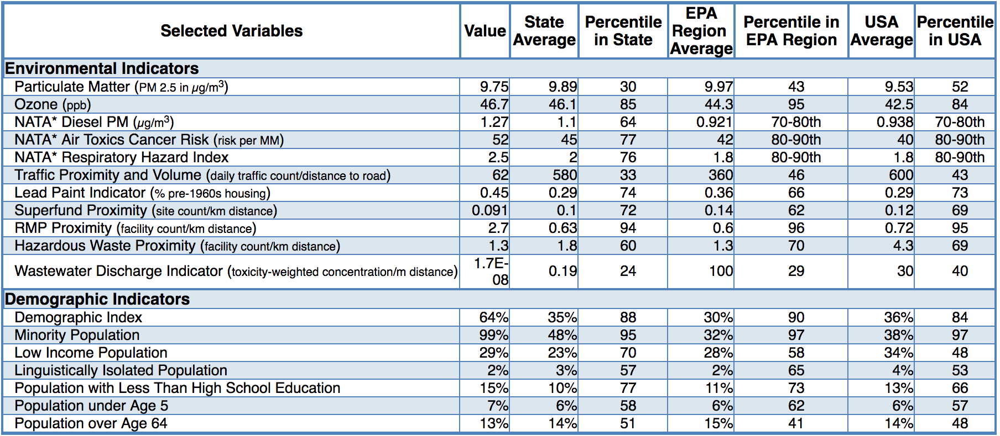 Selected Variables Value State Average Percentile in State EPA Region Average Percentile in EPA Region USA Average Percentile in USA
Environmental Indicators
Particulate Matter (PM 2.5 in µg/m³) 9.75 9.89 30 9.97 43 9.53 52
Ozone (ppb) 46.7 46.1 85 44.3 95 42.5 84
NATA* Diesel PM (µg/m³) 1.27 1.1 64 0.921 70-80th 0.938 70-80th
NATA* Air Toxics Cancer Risk (risk per MM) 52 45 77 42 80-90th 40 80-90th
NATA* Respiratory Hazard Index 2.5 2 76 1.8 80-90th 1.8 80-90th
Traffic Proximity and Volume (daily traffic count/distance to road) 62 580 33 360 46 600 43
Lead Paint Indicator (% pre-1960s housing) 0.45 0.29 74 0.36 66 0.29 73
Superfund Proximity (site count/km distance) 0.091 0.1 72 0.14 62 0.12 69
RMP Proximity (facility count/km distance) 2.7 0.63 94 0.6 96 0.72 95
Hazardous Waste Proximity (facility count/km distance) 1.3 1.8 60 1.3 70 4.3 69
Wastewater Discharge Indicator (toxicity-weighted concentration/m distance) 1.7E-08 0.19 24 100 29 30 40
Demographic Indicators
Demographic Index 64% 35% 88 30% 90 36% 84
Minority Population 99% 48% 95 32% 97 38% 97
Low Income Population 29% 23% 70 28% 58 34% 48
Linguistically Isolated Population 2% 3% 57 2% 65 4% 53
Population with Less Than High School Education 15% 10% 77 11% 73 13% 66
Population under Age 5 7% 6% 58 6% 62 6% 57
Population over Age 64 13% 14% 51 15% 41 14% 48